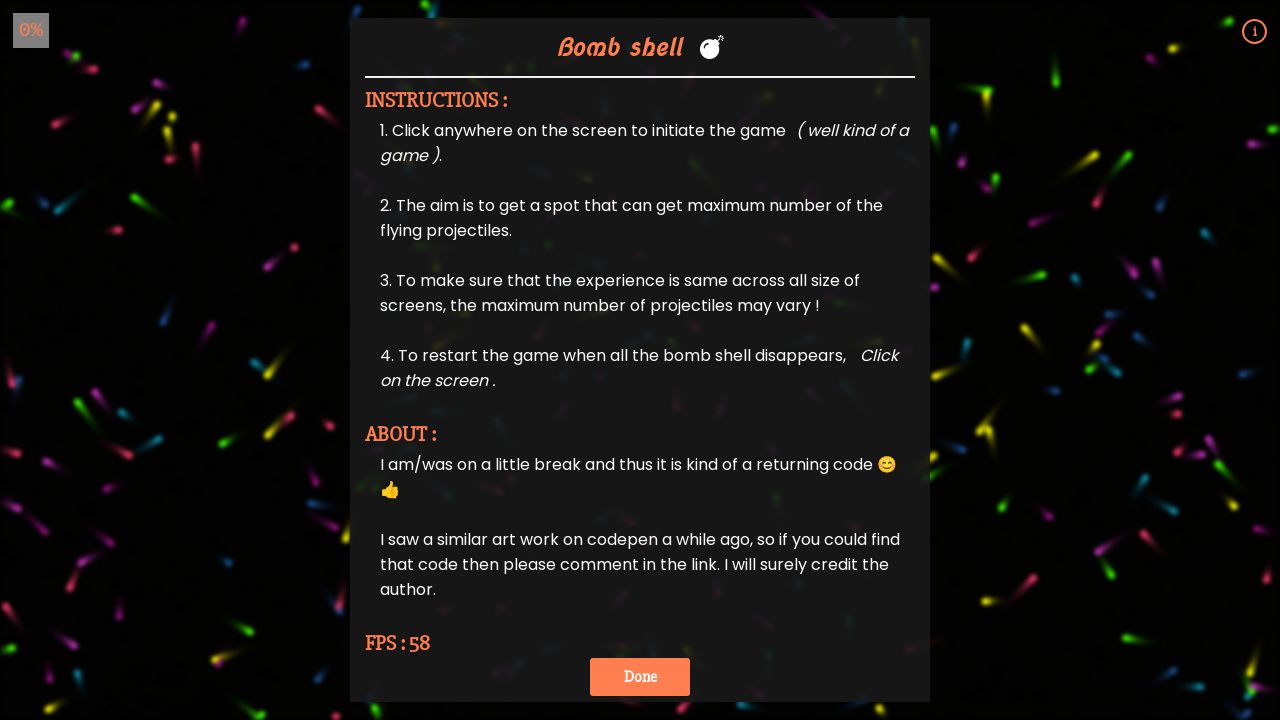 0%
i
Bomb shell 💣
INSTRUCTIONS :
1. Click anywhere on the screen to initiate the game ( well kind of a
game ).
2. The aim is to get a spot that can get maximum number of the
flying projectiles.
3. To make sure that the experience is same across all size of
screens, the maximum number of projectiles may vary !
4. To restart the game when all the bomb shell disappears, Click
on the screen .
ABOUT :
I am/was on a little break and thus it is kind of a returning code 😊
👍
I saw a similar art work on codepen a while ago, so if you could find
that code then please comment in the link. I will surely credit the
author.
FPS : 58
Done